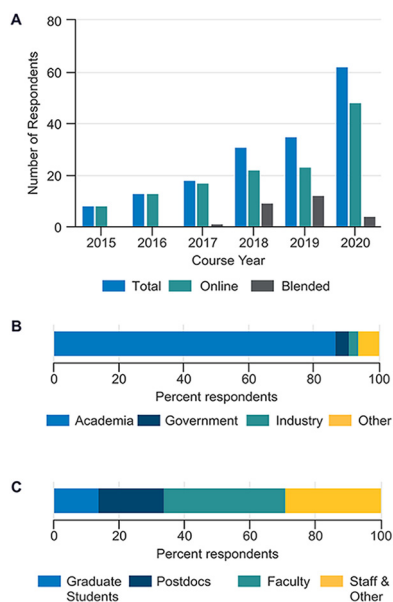 A
Number of Respondents
80
60
40
20
0
2015 2016 2017 2018 2019 2020
Course Year
Total Online Blended
B
0 20 40 60 80 100
Percent respondents
Academia Government Industry Other
C
0 20 40 60 80 100
Percent respondents
Graduate Postdocs Faculty Staff &
Students Other